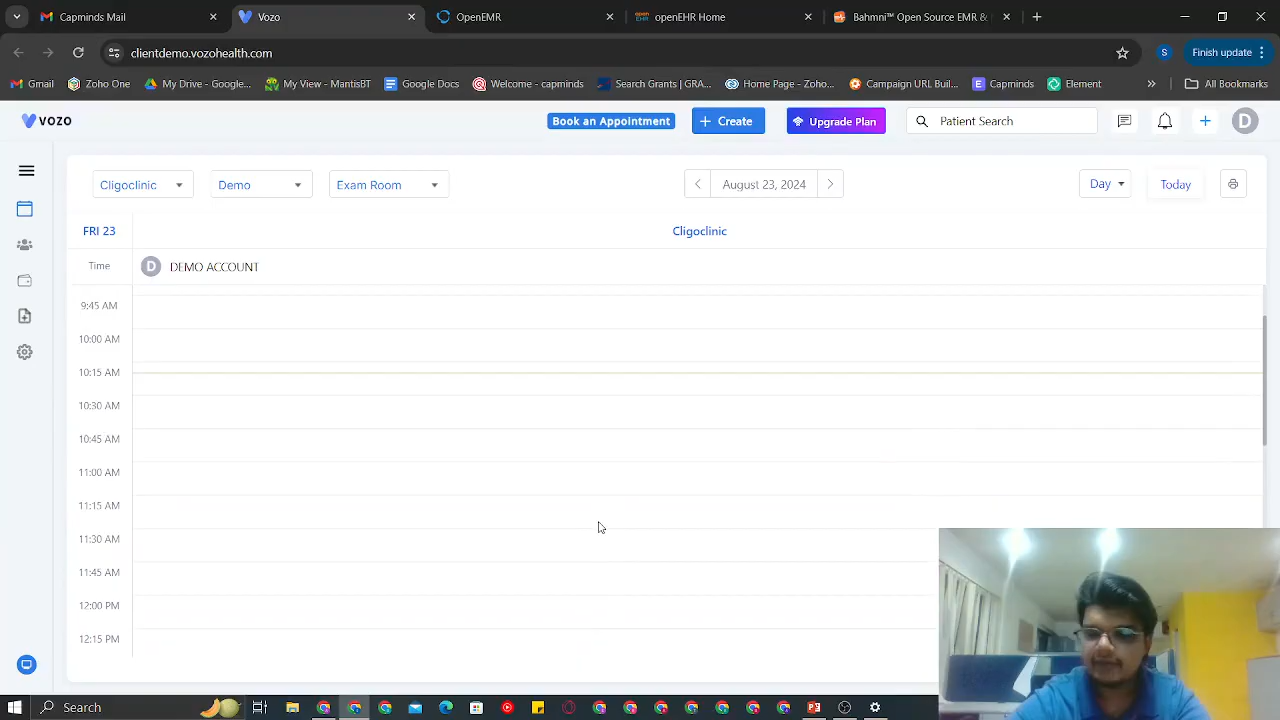 Capminds Mail
Vozo
OpenMR
openEHR Home
Bahmni™ Open Source EMR &
clientdemo.vozohealth.com
S
Finish update
Gmail
Zoho One
My Drive - Googles...
My View - MantisBT
Google Docs
Welcome - capminds
Search Grants | GRA...
Home Page - Zoho...
Campaign URL Buil...
Capminds
Element
All Bookmarks
VOZO
Book an Appointment
Create
Upgrade Plan
Patient Search
D
Cligoclinic
Demo
Exam Room
August 23, 2024
Day
Today
FRI 23
Cligoclinic
Time
D
DEMO ACCOUNT
9:45 AM
10:00 AM
10:15 AM
10:30 AM
10:45 AM
11:00 AM
11:15 AM
11:30 AM
11:45 AM
12:00 PM
12:15 PM
Search